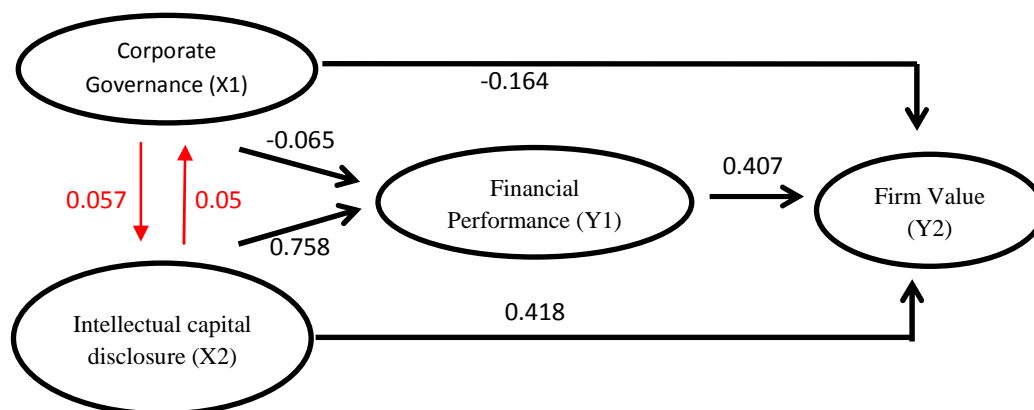 Corporate
Governance (X1)
-0.164
-0.065
0.057
0.05
Financial
Performance (Y1)
0.407
Firm Value
(Y2)
0.758
Intellectual capital
disclosure (X2)
0.418